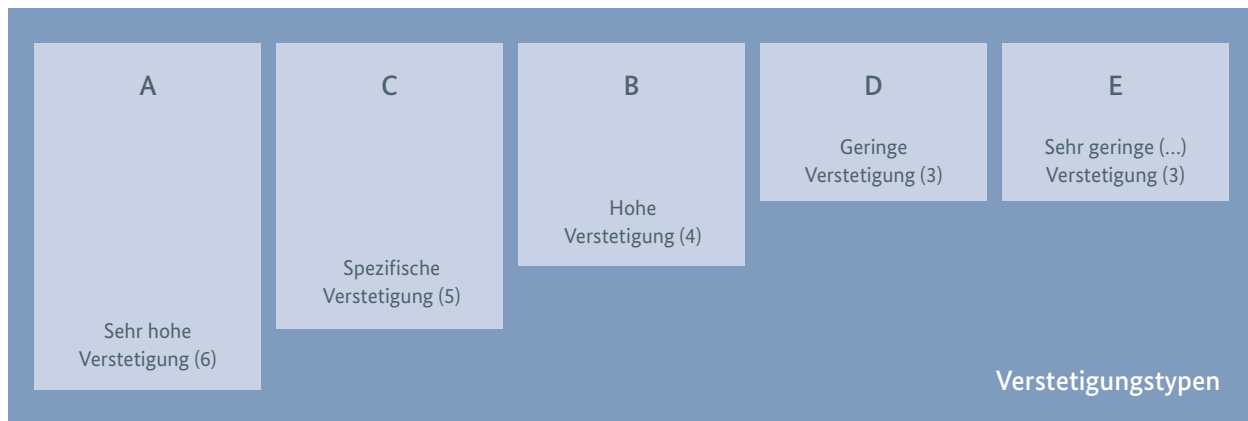 A
Sehr hohe
Verstetigung (6)
C
Spezifische
Verstetigung (5)
B
Hohe
Verstetigung (4)
D
Geringe
Verstetigung (3)
E
Sehr geringe (...)
Verstetigung (3)
Verstetigungstypen